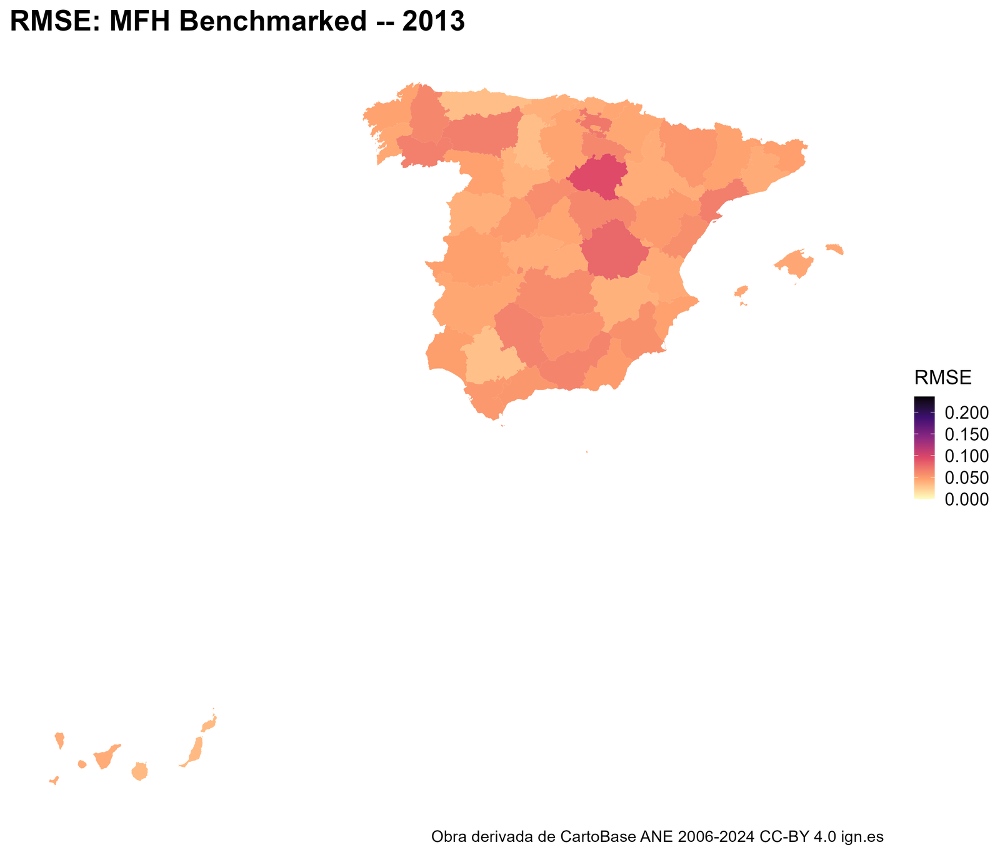 RMSE: MFH Benchmarked -- 2013
RMSE
0.200
0.150
0.100
0.050
0.000
Obra derivada de CartoBase ANE 2006-2024 CC-BY 4.0 ign.es